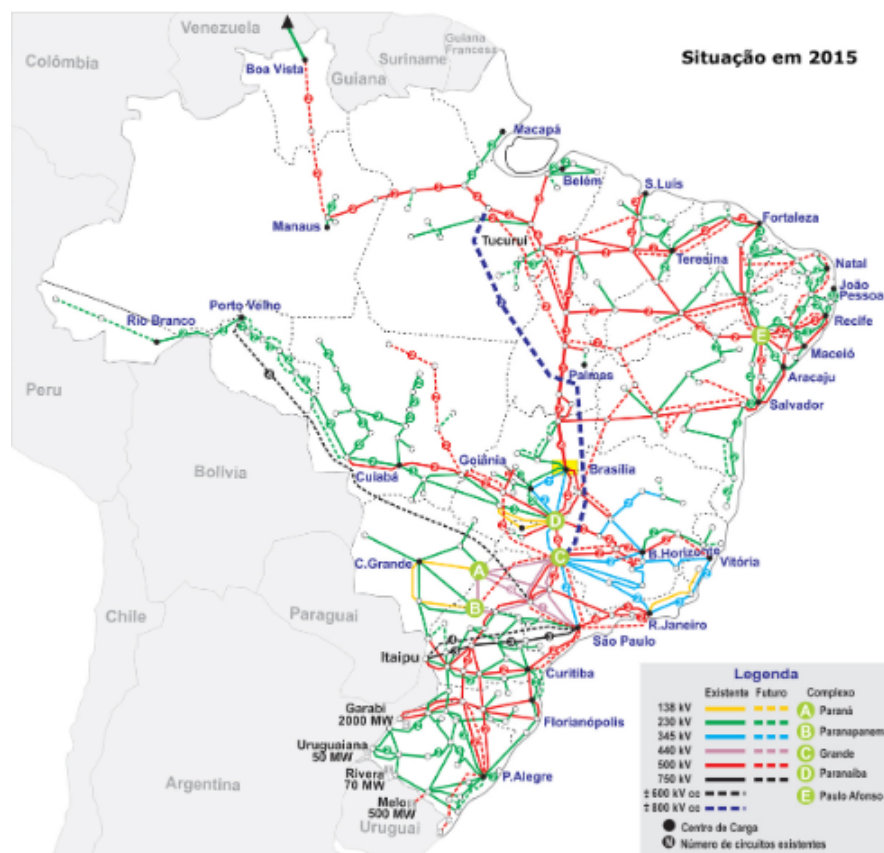 Situação em 2015
Venezuela
Guiana
Francesa
Colômbia
Suriname
Boa Vista
Guiana
Macapá
Belém
S.Luís
Manaus
Fortaleza
Tucuruí
Teresina
Natal
João
Pessoa
Porto Velho
Rio Branco
Recife
E
Maceió
Palmas
Aracaju
Peru
Salvador
Goiânia
Brasília
Cuiabá
Bolívia
D
B.Horizonte
C
Vitória
C.Grande
A
B
Chile
Paraguai
R.Janeiro
São Paulo
Itaipu
Curitiba
Garabi
2000 MW
Florianópolis
Uruguaiana
50 MW
Rivera
70 MW
P.Alegre
Argentina
Melo
500 MW
Uruguai
Legenda
Existente Futuro Complexo
138 kV A Paraná
230 kV
345 kV B Paranapanem
440 kV C Grande
500 kV D Paranaíba
750 kV
± 600 kV cc E Paulo Afonso
± 800 kV cc
Centro de Carga
N Número de circuitos existentes